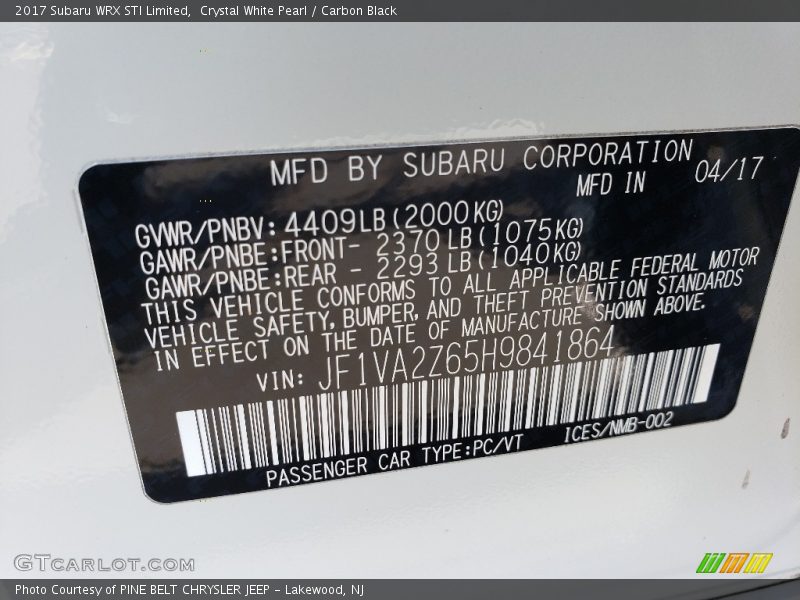 2017 Subaru WRX STI Limited,  Crystal White Pearl / Carbon Black
MFD BY SUBARU CORPORATION
MFD IN 04/17
GVWR/PNBV: 4409LB(2000KG)
GAWR/PNBE:FRONT- 2370 LB(1075KG)
GAWR/PNBE:REAR - 2293 LB(1040KG)
THIS VEHICLE CONFORMS TO ALL APPLICABLE FEDERAL MOTOR
VEHICLE SAFETY, BUMPER, AND THEFT PREVENTION STANDARDS
IN EFFECT ON THE DATE OF MANUFACTURE SHOWN ABOVE.
VIN: JF1VA2Z65H9841864
PASSENGER CAR TYPE:PC/VT ICES/NMB-002
GTCARLOT.COM
Photo Courtesy of PINE BELT CHRYSLER JEEP - Lakewood, NJ